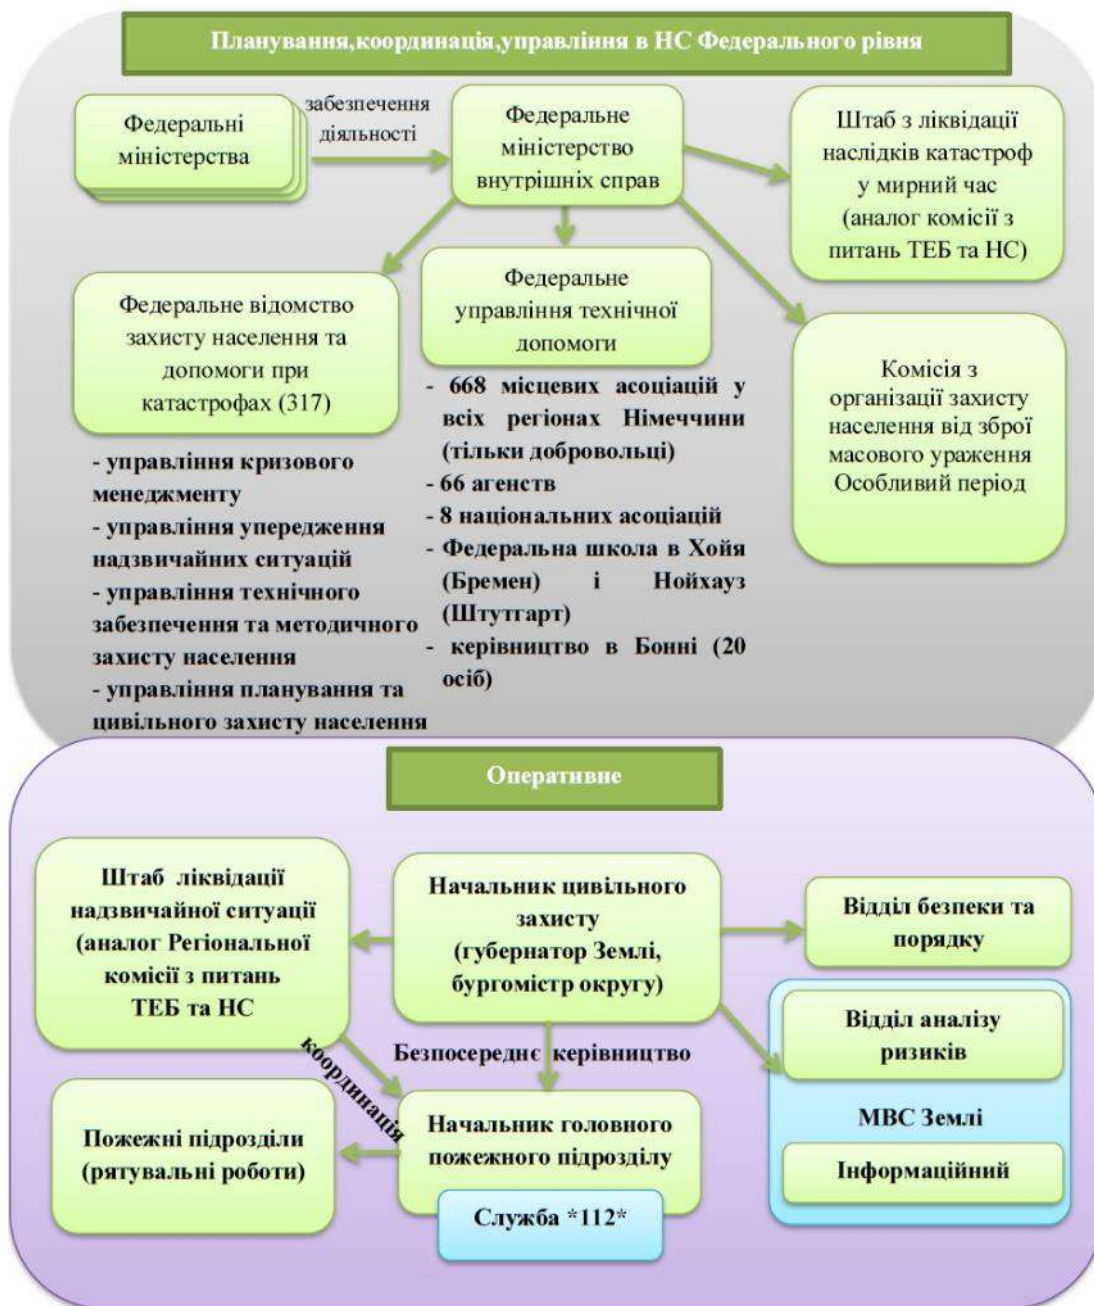 Планування,координація,управління в НС Федерального рівня
Федеральні
міністерства
забезпечення
діяльності
Федеральне
міністерство
внутрішніх справ
Штаб з ліквідації
наслідків катастроф
у мирний час
(аналог комісії з
питань ТЕБ та НС)
Федеральне відомство
захисту населення та
допомоги при
катастрофах (317)
- управління кризового
менеджменту
- управління упередження
надзвичайних ситуацій
- управління технічного
забезпечення та методичного
захисту населення
- управління планування та
цивільного захисту населення
Федеральне
управління технічної
допомоги
- 668 місцевих асоціацій у
всіх регіонах Німеччини
(тільки добровольці)
- 66 агенств
- 8 національних асоціацій
- Федеральна школа в Хойя
(Бремен) і Нойхауз
(Штутгарт)
- керівництво в Бонні (20
осіб)
Комісія з
організації захисту
населення від зброї
масового ураження
Особливий період
Оперативне
Штаб ліквідації
надзвичайної ситуації
(аналог Регіональної
комісії з питань
ТЕБ та НС
Начальник цивільного
захисту
(губернатор Землі,
бургомістр округу)
Відділ безпеки та
порядку
Відділ аналізу
ризиків
МВС Землі
Інформаційний
Безпосереднє керівництво
координація
Пожежні підрозділи
(рятувальні роботи)
Начальник головного
пожежного підрозділу
Служба *112*